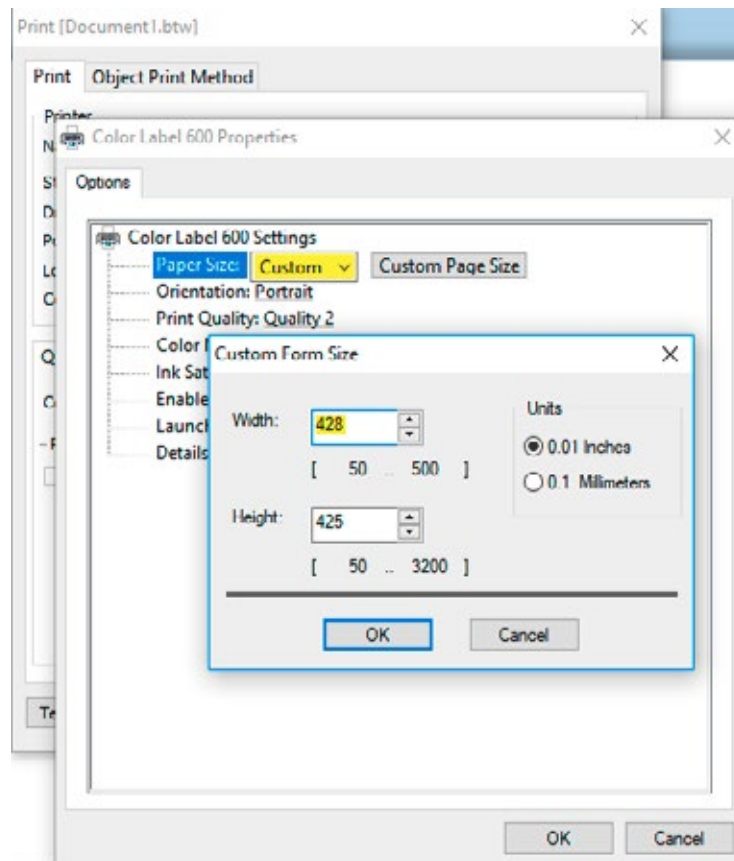 Print [Document1.btw]
Print Object Print Method
Printer
Color Label 600 Properties
Options
Color Label 600 Settings
Paper Size: Custom Custom Page Size
Orientation: Portrait
Print Quality: Quality 2
Color
Custom Form Size
Ink Sat
Enable
Launch
Details
Width: 428
[ 50 .. 500 ]
Units
0.01 Inches
0.1 Millimeters
Height: 425
[ 50 .. 3200 ]
OK Cancel
Te
OK Cancel